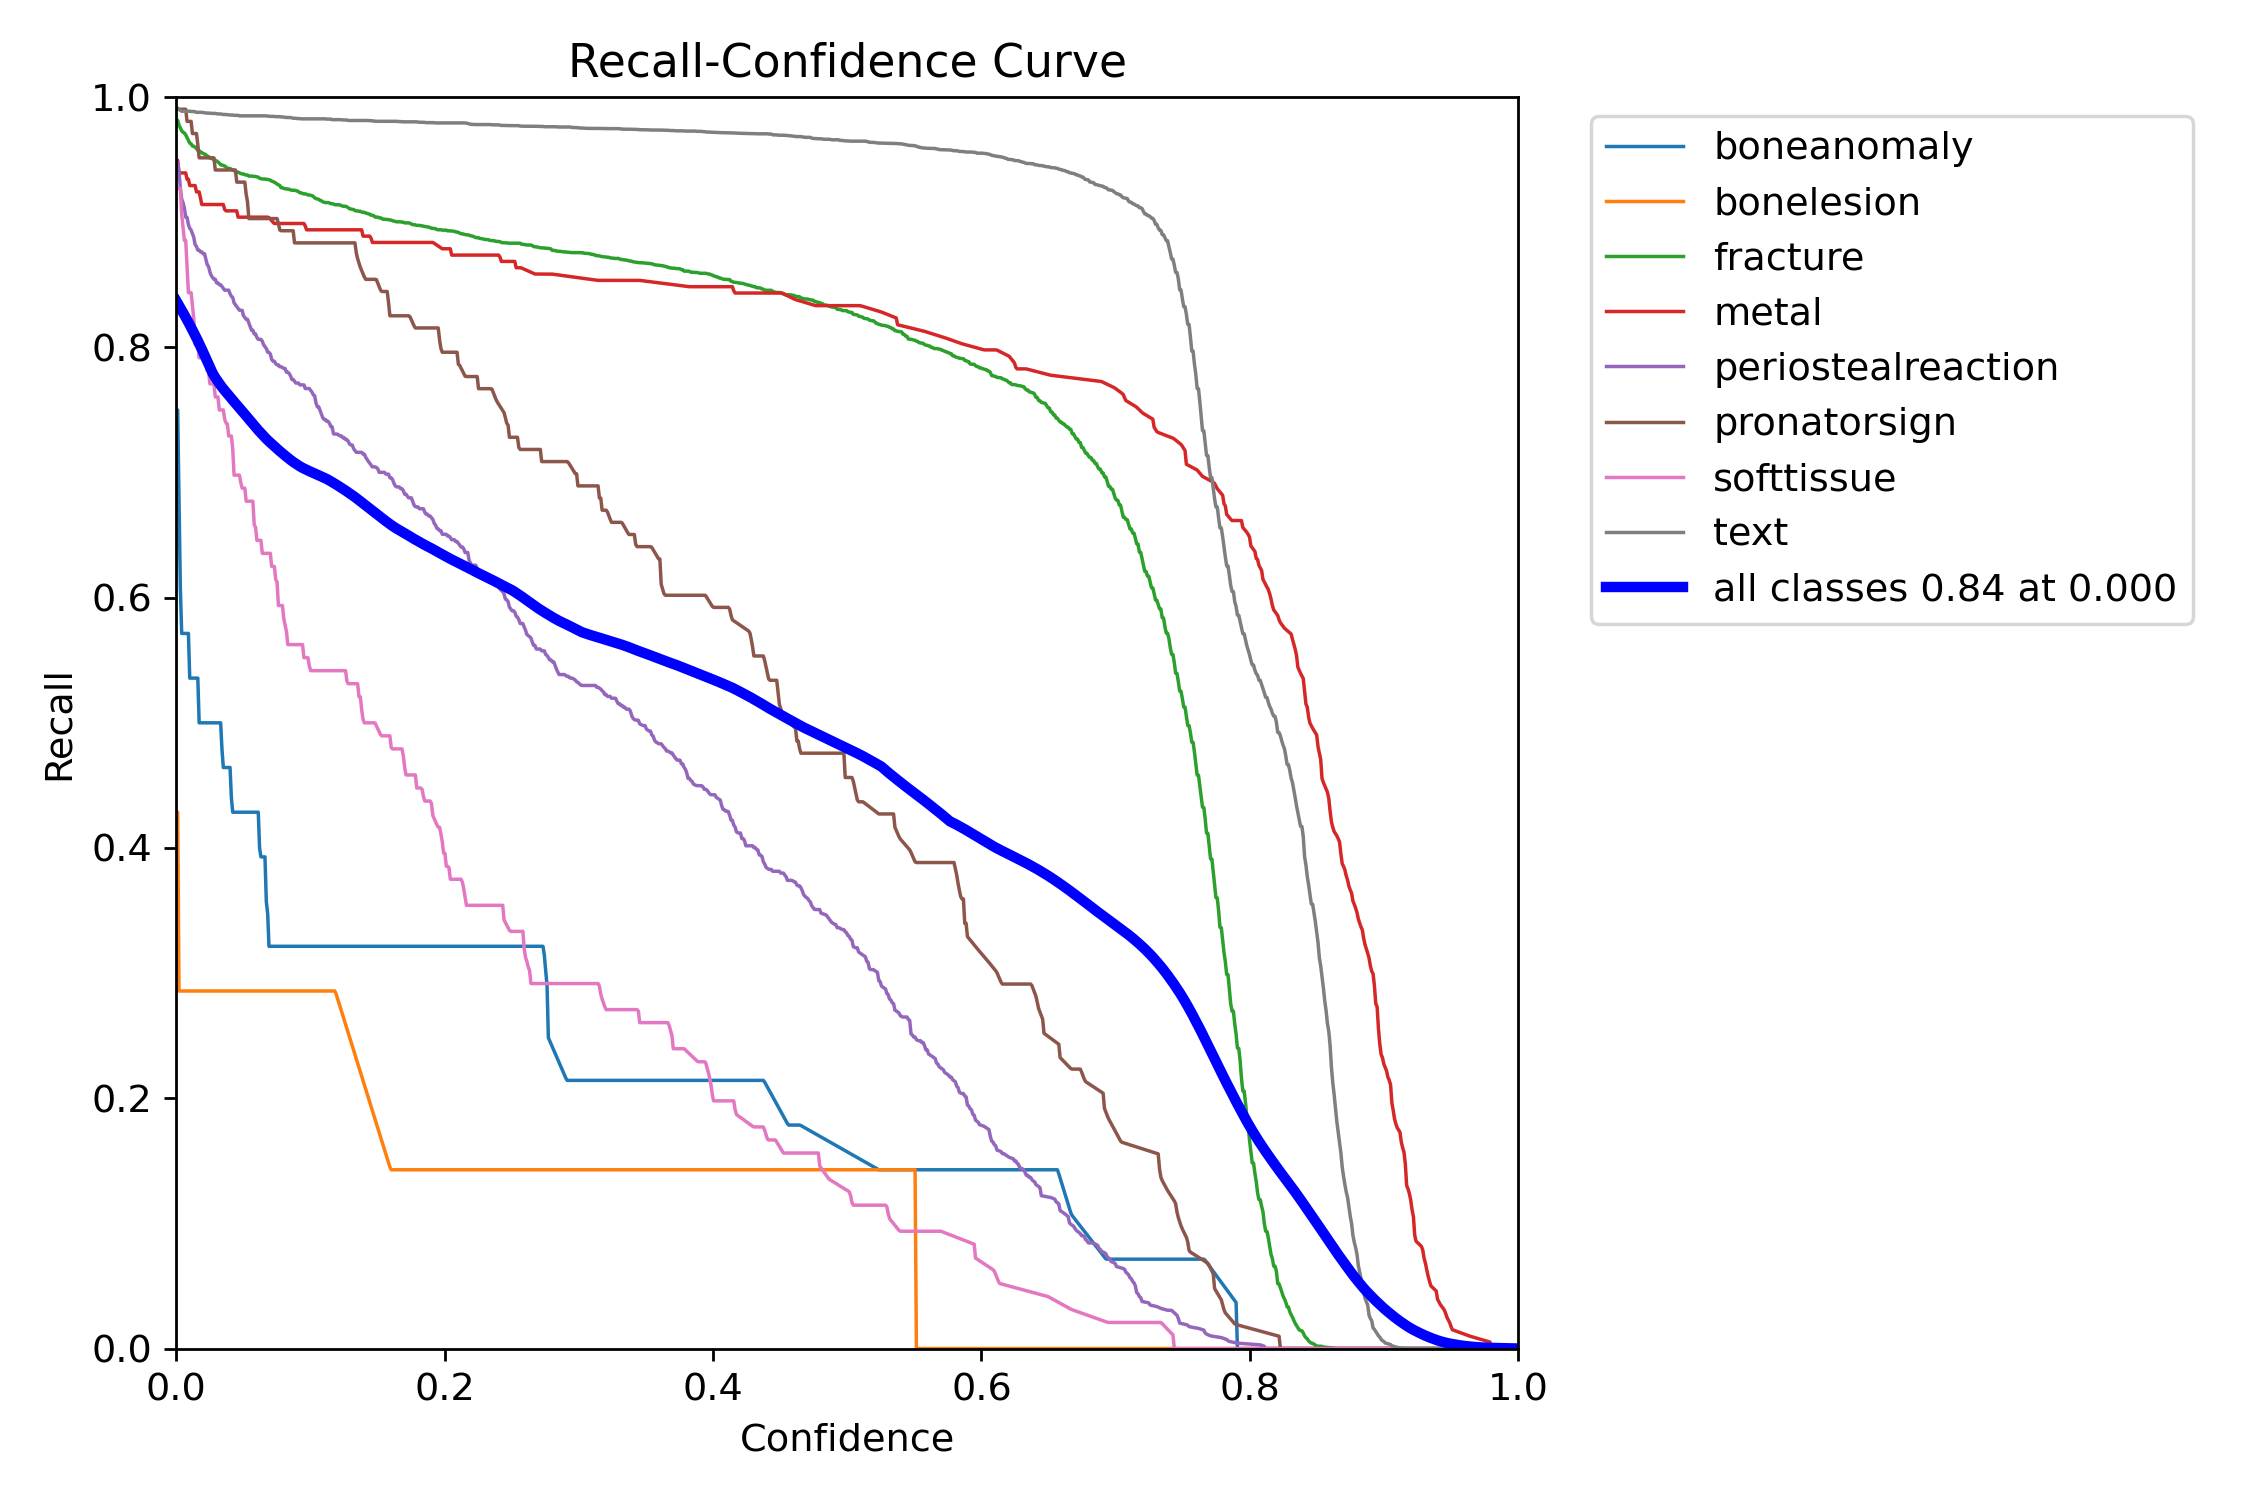 Recall-Confidence Curve
1.0
0.8
0.6
0.4
0.2
0.0
Recall
0.0 0.2 0.4 0.6 0.8 1.0
Confidence
boneanomaly
bonelesion
fracture
metal
periostealreaction
pronatorsign
softtissue
text
all classes 0.84 at 0.000